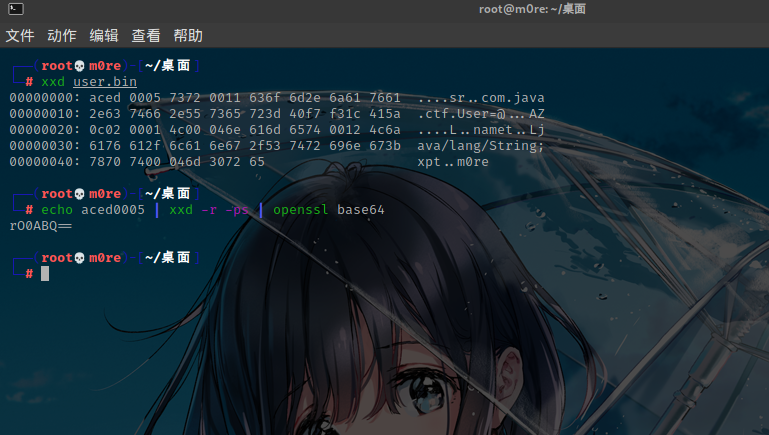 root@m0re: ~/桌面
文件 动作 编辑 查看 帮助
┌──(root💀m0re)-[~/桌面]
└─# xxd user.bin
00000000: aced 0005 7372 0011 636f 6d2e 6a61 7661  ....sr..com.java
00000010: 2e63 7466 2e55 7365 723d 40f7 f31c 415a  .ctf.User=@...AZ
00000020: 0c02 0001 4c00 046e 616d 6574 0012 4c6a  ....L..namet..Lj
00000030: 6176 612f 6c61 6e67 2f53 7472 696e 673b  ava/lang/String;
00000040: 7870 7400 046d 3072 65                   xpt..m0re
┌──(root💀m0re)-[~/桌面]
└─# echo aced0005 | xxd -r -ps | openssl base64
rO0ABQ==
┌──(root💀m0re)-[~/桌面]
└─#